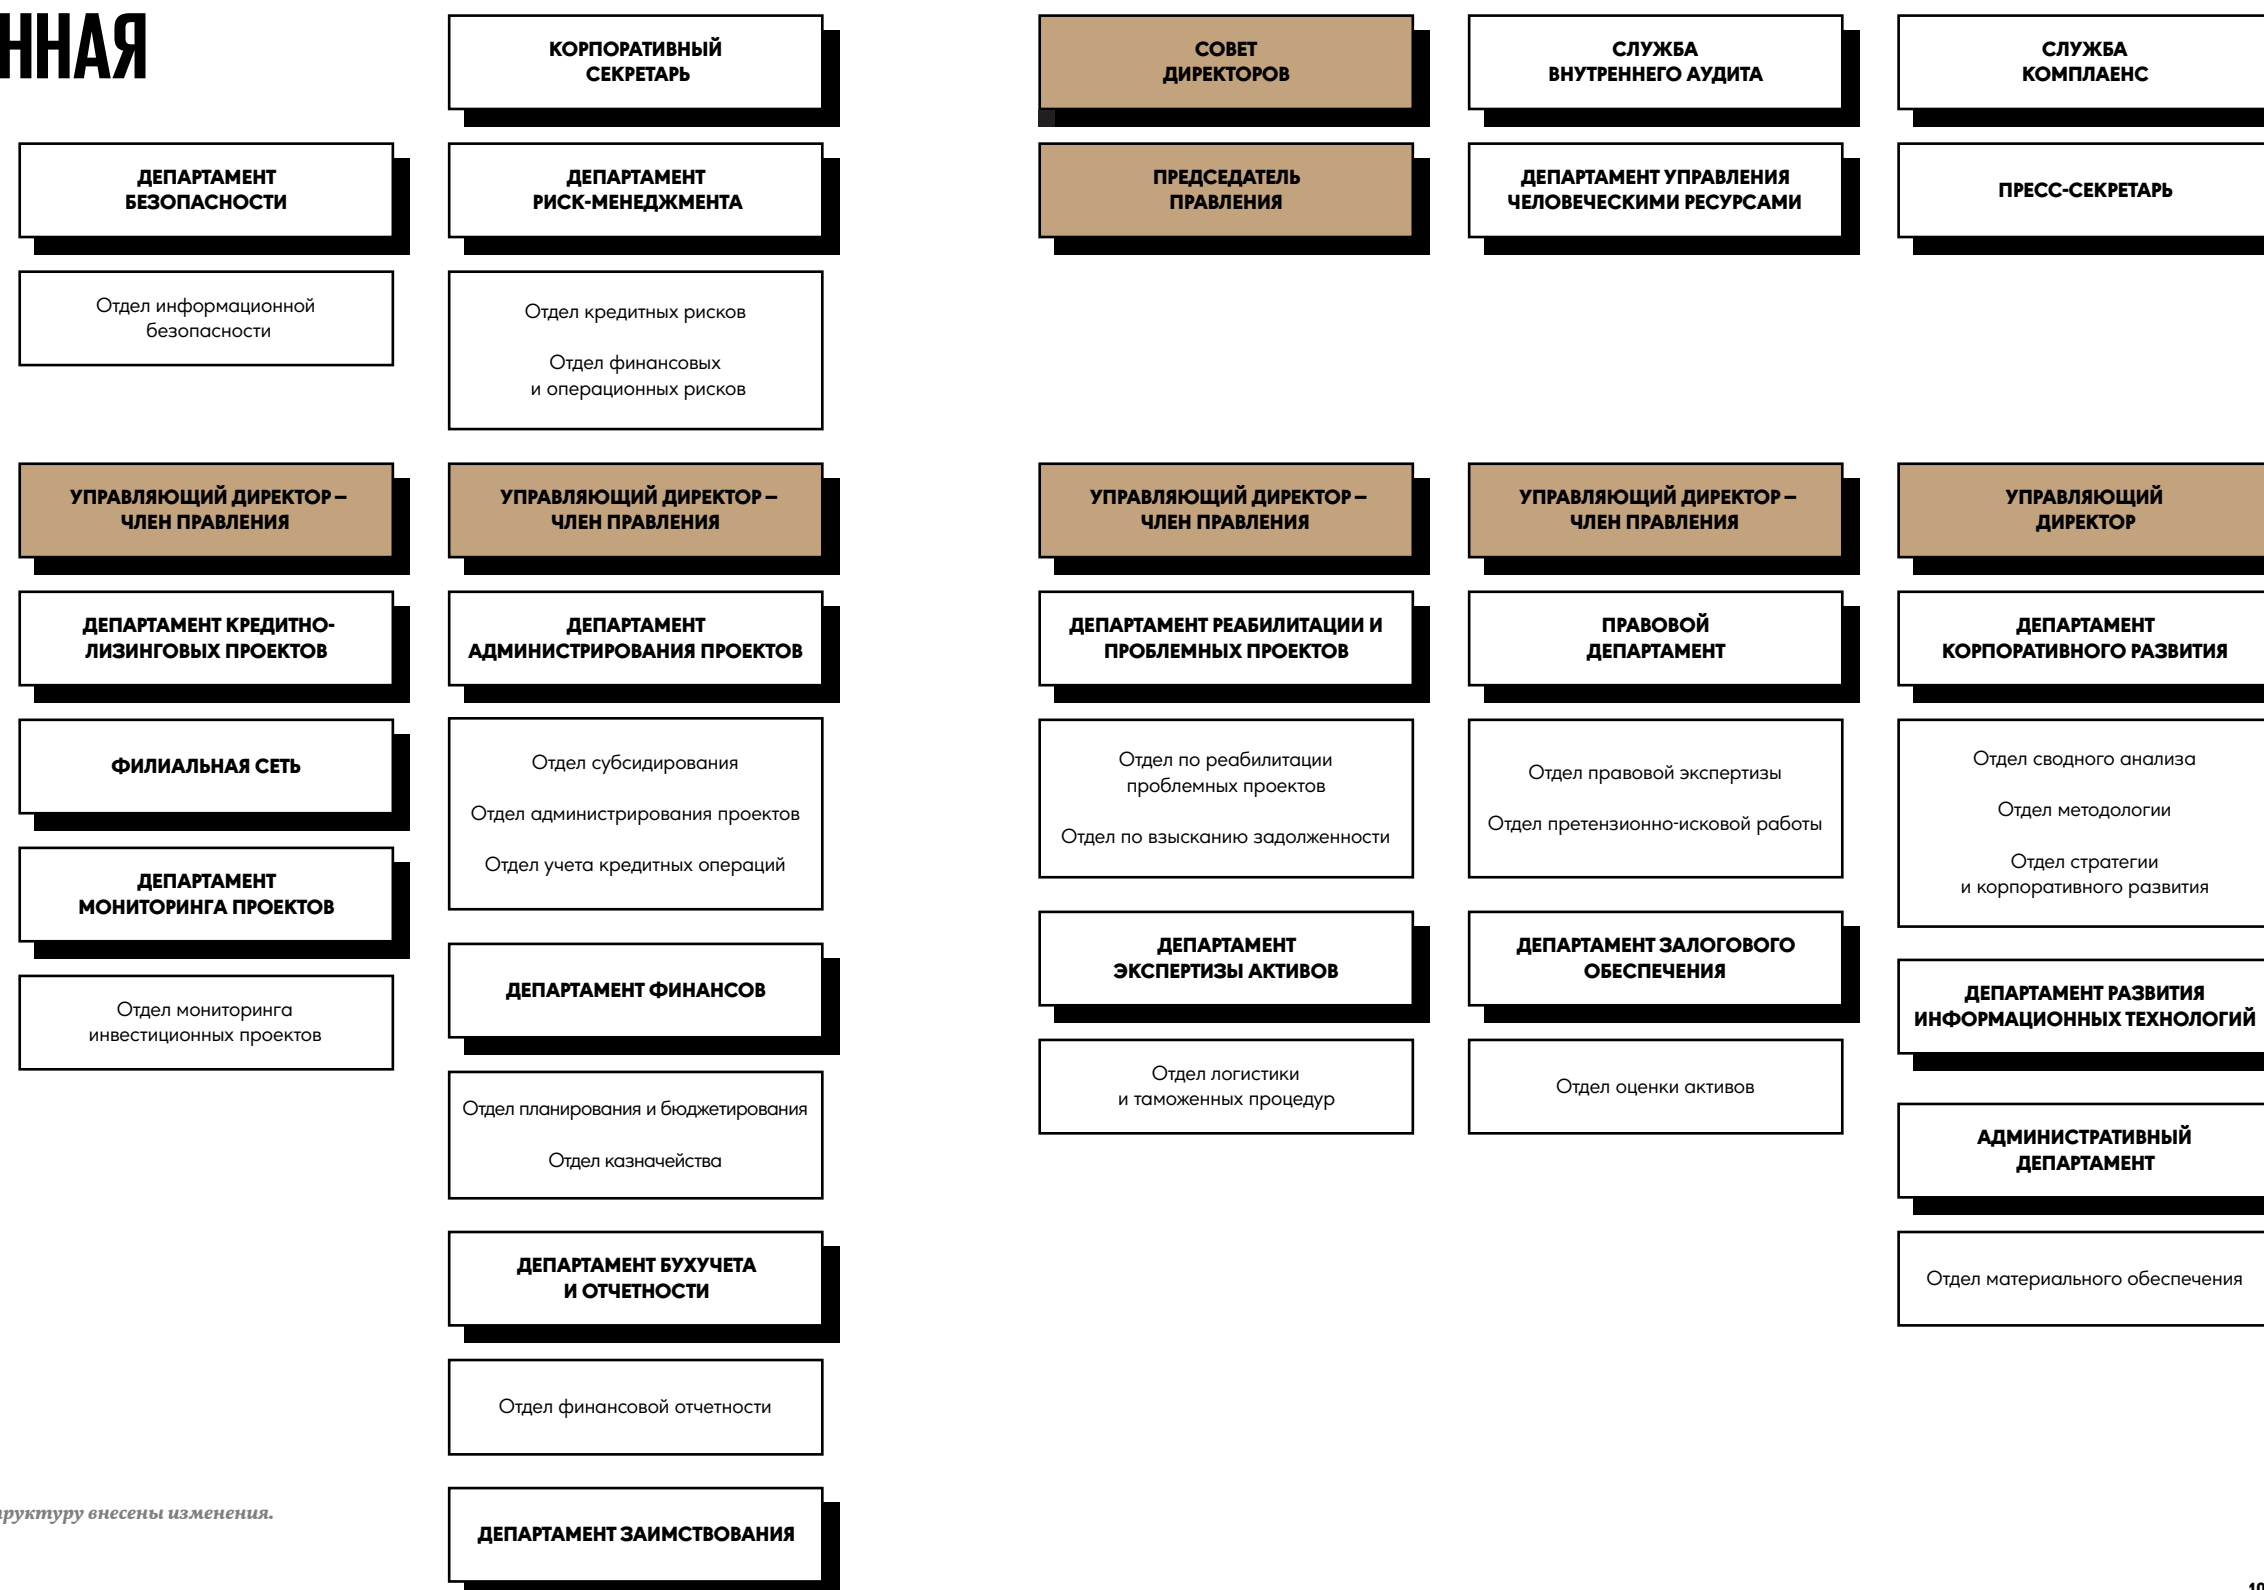 ННАЯ
КОРПОРАТИВНЫЙ
СЕКРЕТАРЬ
СОВЕТ
ДИРЕКТОРОВ
СЛУЖБА
ВНУТРЕННЕГО АУДИТА
СЛУЖБА
КОМПЛАЕНС
ДЕПАРТАМЕНТ
БЕЗОПАСНОСТИ
ДЕПАРТАМЕНТ
РИСК-МЕНЕДЖМЕНТА
ПРЕДСЕДАТЕЛЬ
ПРАВЛЕНИЯ
ДЕПАРТАМЕНТ УПРАВЛЕНИЯ
ЧЕЛОВЕЧЕСКИМИ РЕСУРСАМИ
ПРЕСС-СЕКРЕТАРЬ
Отдел информационной
безопасности
Отдел кредитных рисков
Отдел финансовых
и операционных рисков
УПРАВЛЯЮЩИЙ ДИРЕКТОР –
ЧЛЕН ПРАВЛЕНИЯ
ДЕПАРТАМЕНТ КРЕДИТНО-
ЛИЗИНГОВЫХ ПРОЕКТОВ
ФИЛИАЛЬНАЯ СЕТЬ
ДЕПАРТАМЕНТ
МОНИТОРИНГА ПРОЕКТОВ
Отдел мониторинга
инвестиционных проектов
УПРАВЛЯЮЩИЙ ДИРЕКТОР –
ЧЛЕН ПРАВЛЕНИЯ
ДЕПАРТАМЕНТ
АДМИНИСТРИРОВАНИЯ ПРОЕКТОВ
Отдел субсидирования
Отдел администрирования проектов
Отдел учета кредитных операций
ДЕПАРТАМЕНТ ФИНАНСОВ
Отдел планирования и бюджетирования
Отдел казначейства
ДЕПАРТАМЕНТ БУХУЧЕТА
И ОТЧЕТНОСТИ
Отдел финансовой отчетности
ДЕПАРТАМЕНТ ЗАИМСТВОВАНИЯ
УПРАВЛЯЮЩИЙ ДИРЕКТОР –
ЧЛЕН ПРАВЛЕНИЯ
ДЕПАРТАМЕНТ РЕАБИЛИТАЦИИ И
ПРОБЛЕМНЫХ ПРОЕКТОВ
Отдел по реабилитации
проблемных проектов
Отдел по взысканию задолженности
ДЕПАРТАМЕНТ
ЭКСПЕРТИЗЫ АКТИВОВ
Отдел логистики
и таможенных процедур
УПРАВЛЯЮЩИЙ ДИРЕКТОР –
ЧЛЕН ПРАВЛЕНИЯ
ПРАВОВОЙ
ДЕПАРТАМЕНТ
Отдел правовой экспертизы
Отдел претензионно-исковой работы
ДЕПАРТАМЕНТ ЗАЛОГОВОГО
ОБЕСПЕЧЕНИЯ
Отдел оценки активов
УПРАВЛЯЮЩИЙ
ДИРЕКТОР
ДЕПАРТАМЕНТ
КОРПОРАТИВНОГО РАЗВИТИЯ
Отдел сводного анализа
Отдел методологии
Отдел стратегии
и корпоративного развития
ДЕПАРТАМЕНТ РАЗВИТИЯ
ИНФОРМАЦИОННЫХ ТЕХНОЛОГИЙ
АДМИНИСТРАТИВНЫЙ
ДЕПАРТАМЕНТ
Отдел материального обеспечения
руктуру внесены изменения.